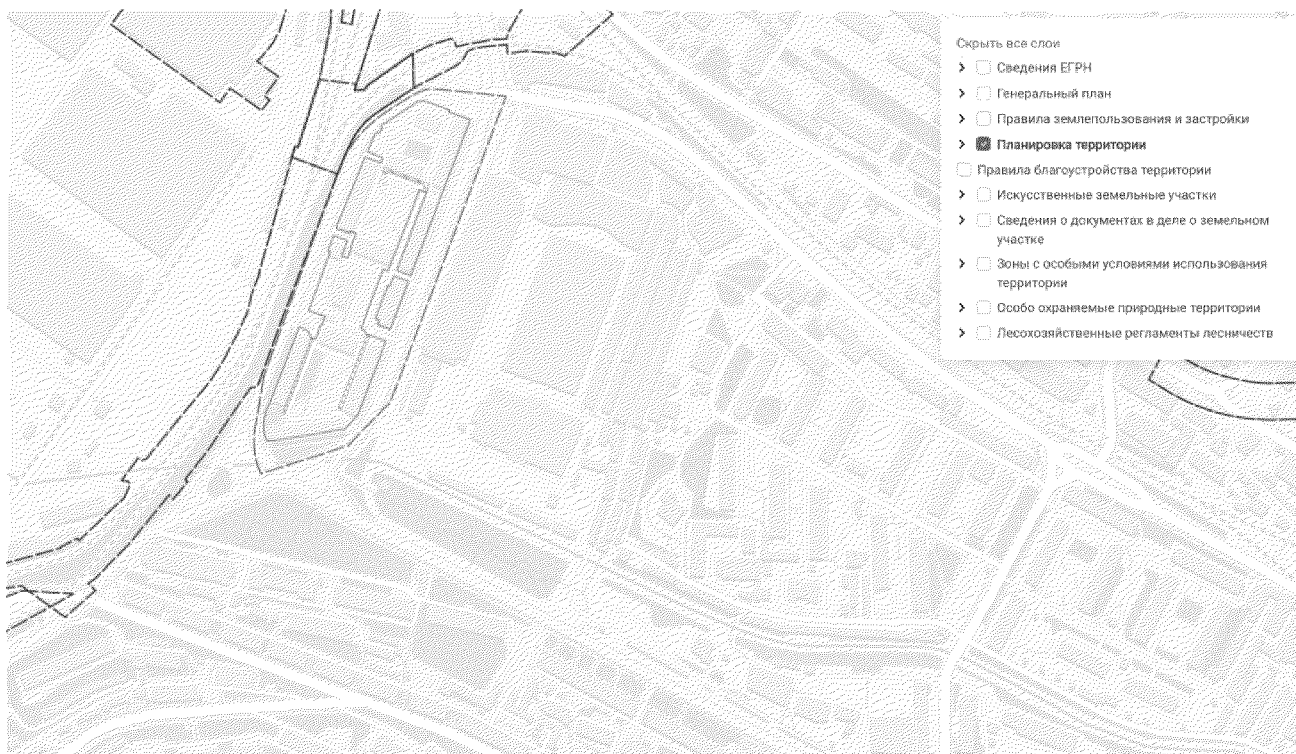 Скрыть все слои
Сведения ЕГРН
Генеральный план
Правила землепользования и застройки
Планировка территории
Правила благоустройства территории
Искусственные земельные участки
Сведения о документах в деле о земельном
участке
Зоны с особыми условиями использования
территории
Особо охраняемые природные территории
Лесохозяйственные регламенты лесничеств